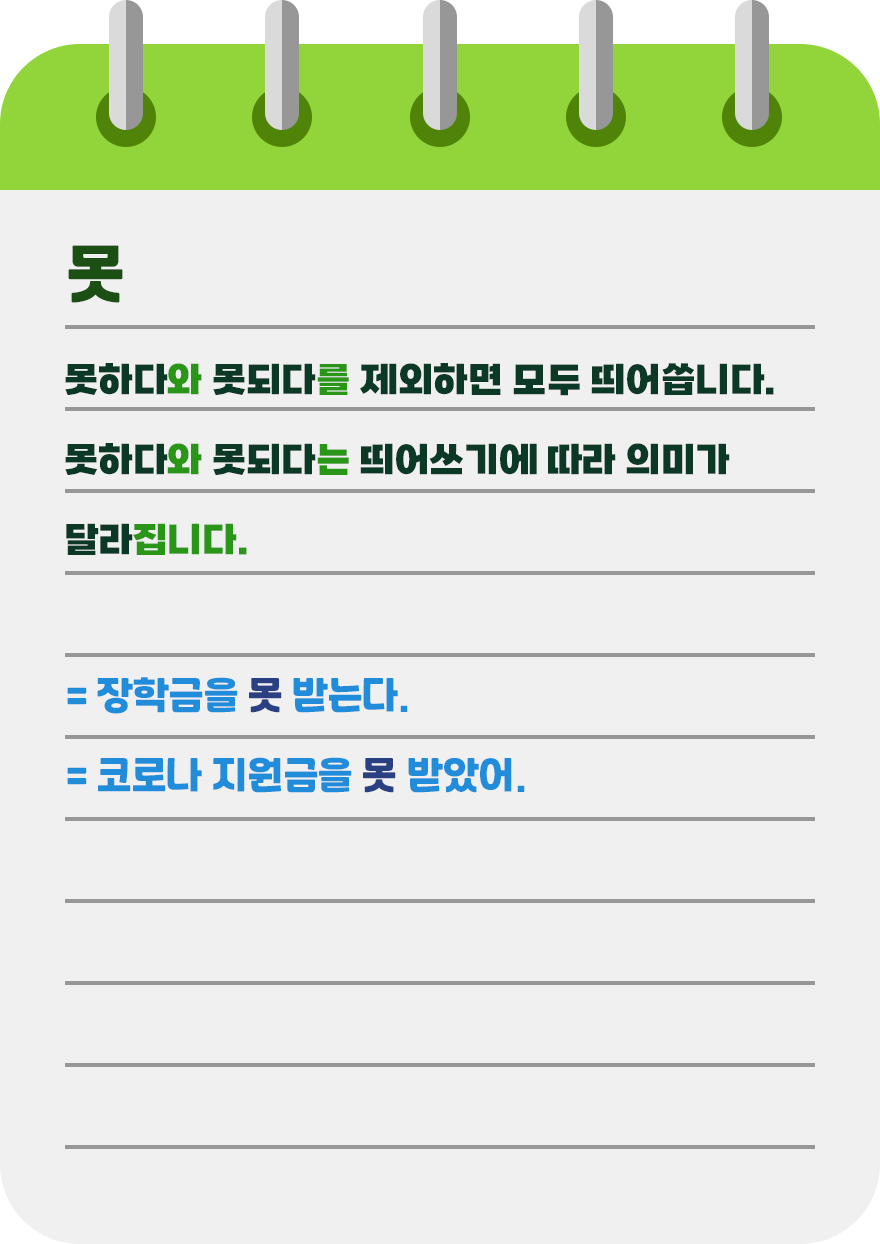 못
못하다와 못되다를 제외하면 모두 띄어씁니다.
못하다와 못되다는 띄어쓰기에 따라 의미가
달라집니다.
= 장학금을 못 받는다.
= 코로나 지원금을 못 받았어.